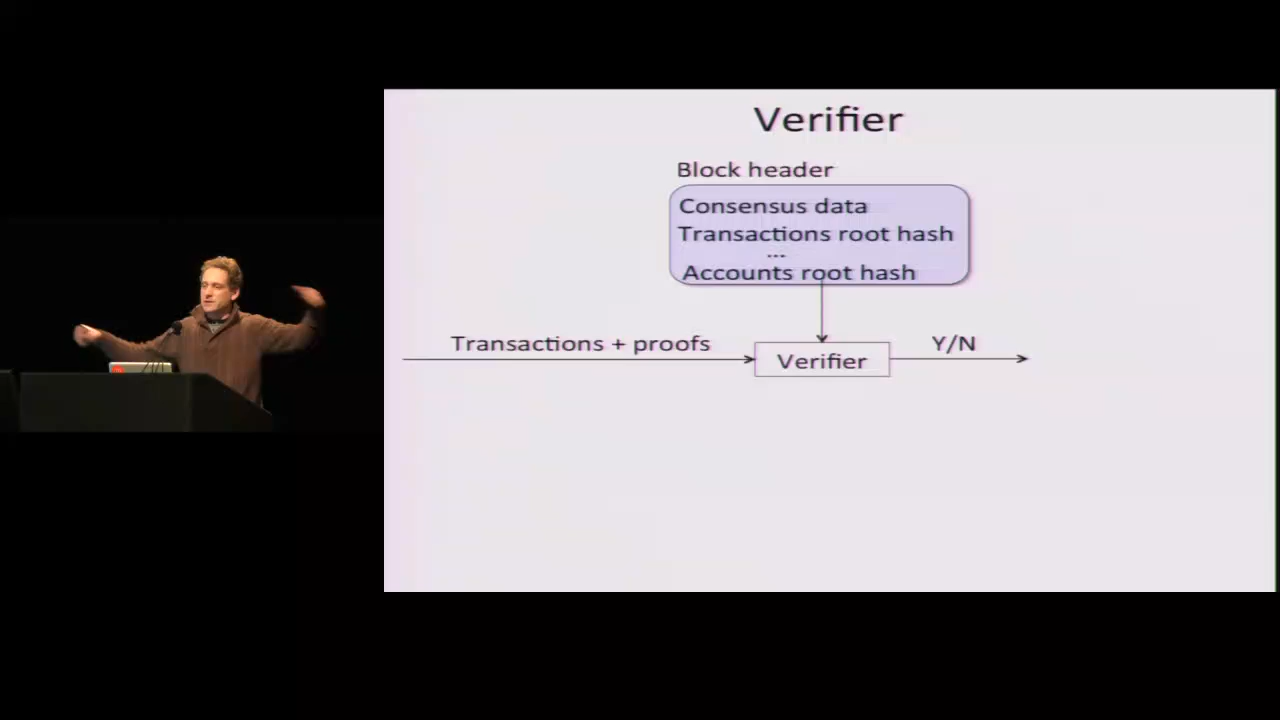 Verifier
Block header
Consensus data
Transactions root hash
...
Accounts root hash
Transactions + proofs
Verifier
Y/N